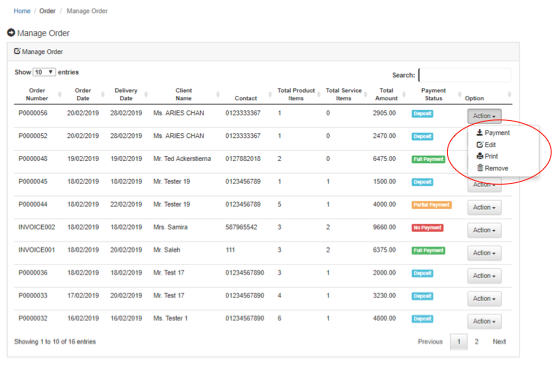 Home / Order / Manage Order
Manage Order
Manage Order
Show 10 entries
Search:
Order Number Order Date Delivery Date Client Name Contact Total Product Items Total Service Items Total Amount Payment Status Option
P0000056 20/02/2019 28/02/2019 Ms. ARIES CHAN 0123333367 1 0 2905.00 Deposit Action
P0000052 20/02/2019 28/02/2019 Ms. ARIES CHAN 0123333367 1 0 2470.00 Deposit
P0000048 19/02/2019 19/02/2019 Mr. Ted Ackerstierna 0127882018 2 0 6475.00 Full Payment
Payment
Edit
Print
Remove
P0000045 18/02/2019 18/02/2019 Mr. Tester 19 0123456789 1 1500.00 Deposit Action
P0000044 18/02/2019 22/02/2019 Mr. Tester 19 0123456789 5 1 4000.00 Partial Payment Action
INVOICE002 18/02/2019 18/02/2019 Mrs. Samira 587965542 3 2 9660.00 No Payment Action
INVOICE001 18/02/2019 20/02/2019 Mr. Saleh 111 3 2 6375.00 Full Payment Action
P0000036 18/02/2019 18/02/2019 Mr. Test 17 01234567890 3 1 2000.00 Deposit Action
P0000033 17/02/2019 20/02/2019 Mr. Test 17 01234567890 4 1 3230.00 Deposit Action
P0000032 16/02/2019 16/02/2019 Ms. Tester 1 01234567890 6 1 4800.00 Deposit Action
Showing 1 to 10 of 16 entries
Previous 1 2 Next